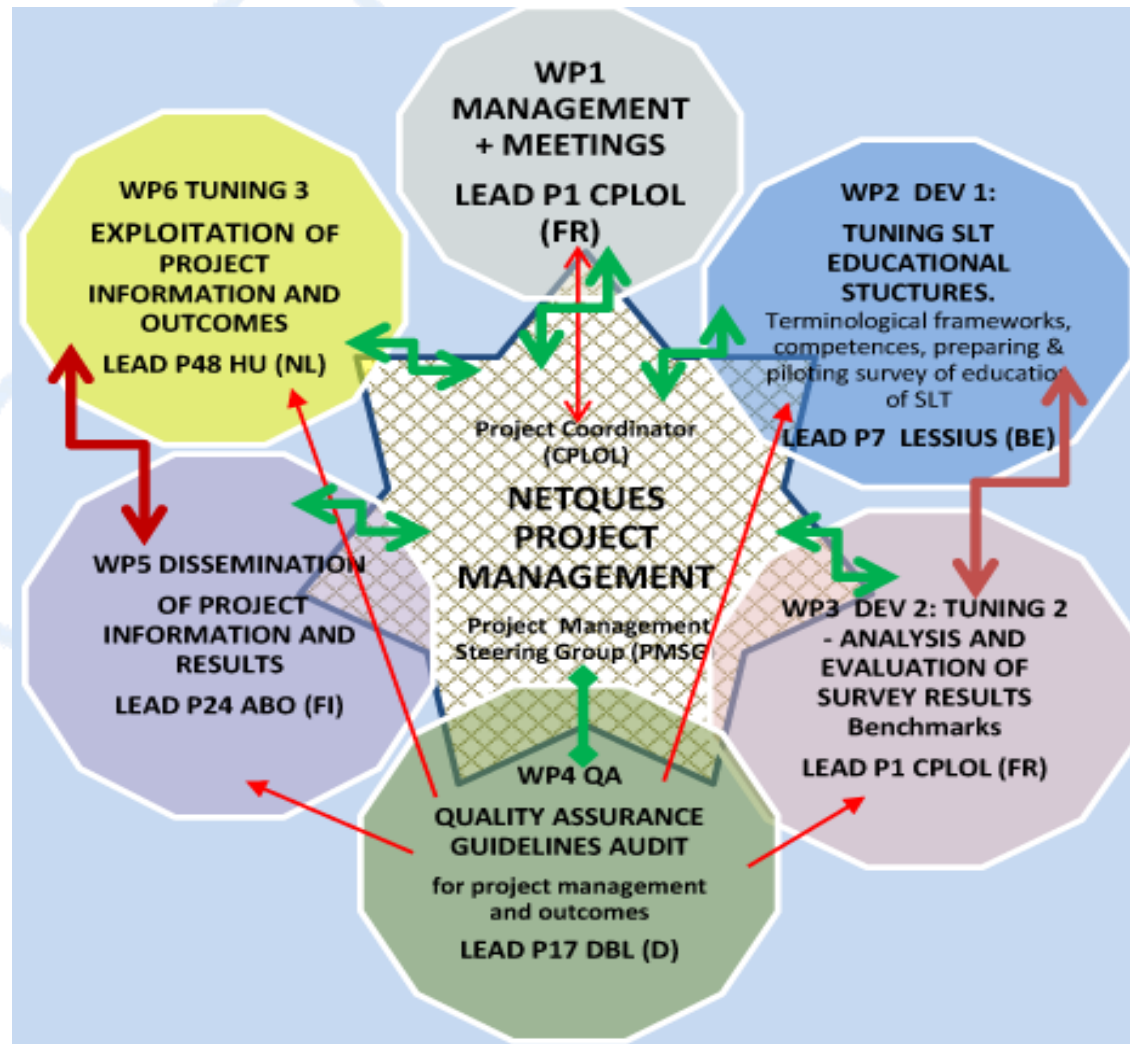 WP1
MANAGEMENT
+ MEETINGS
LEAD P1 CPLOL
(FR)
WP6 TUNING 3
EXPLOITATION OF
PROJECT
INFORMATION AND
OUTCOMES
LEAD P48 HU (NL)
WP2 DEV 1:
TUNING SLT
EDUCATIONAL
STUCTURES.
Terminological frameworks,
competences, preparing &
piloting survey of education
of SLT
LEAD P7 LESSIUS (BE)
Project Coordinator
(CPLOL)
NETQUES
PROJECT
MANAGEMENT
Project Management
Steering Group (PMSG
WP5 DISSEMINATION
OF PROJECT
INFORMATION AND
RESULTS
LEAD P24 ABO (FI)
WP3 DEV 2: TUNING 2
- ANALYSIS AND
EVALUATION OF
SURVEY RESULTS
Benchmarks
LEAD P1 CPLOL (FR)
WP4 QA
QUALITY ASSURANCE
GUIDELINES AUDIT
for project management
and outcomes
LEAD P17 DBL (D)